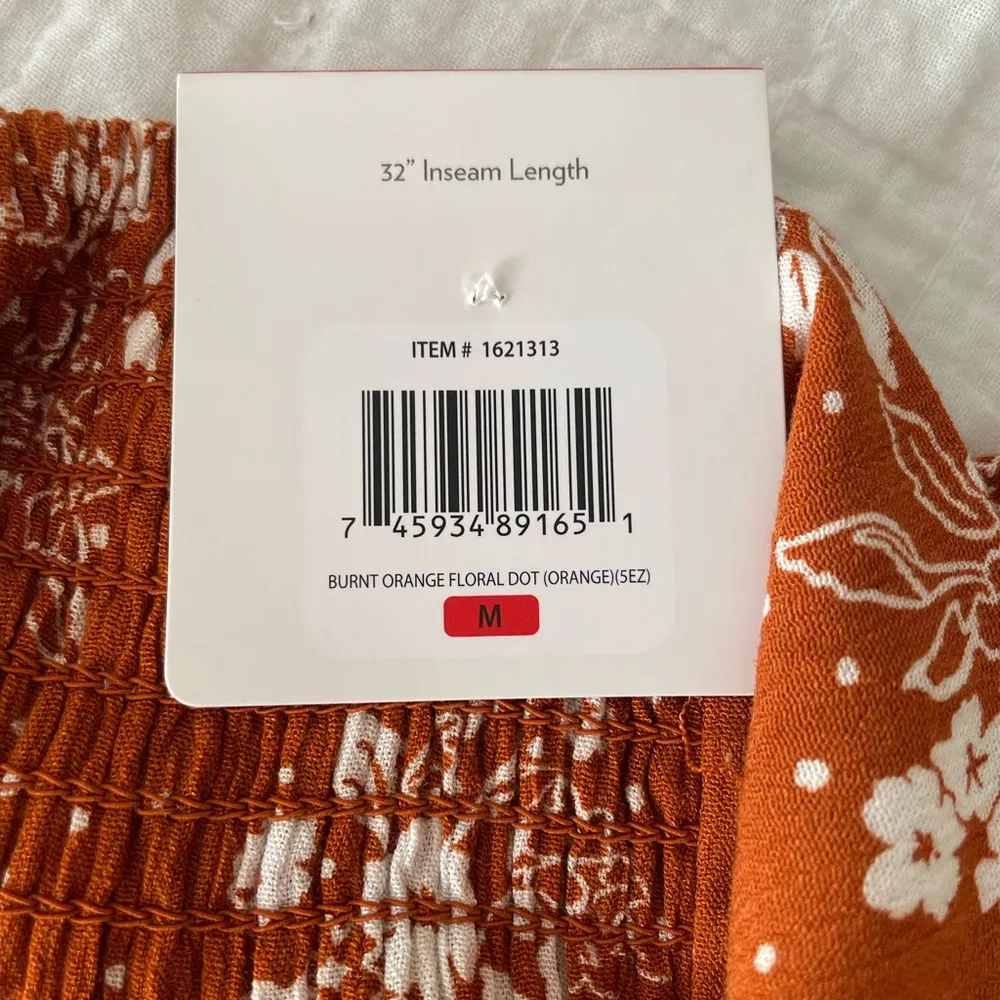 32” Inseam Length
ITEM # 1621313
7 45934 89165 1
BURNT ORANGE FLORAL DOT (ORANGE)(5EZ)
M